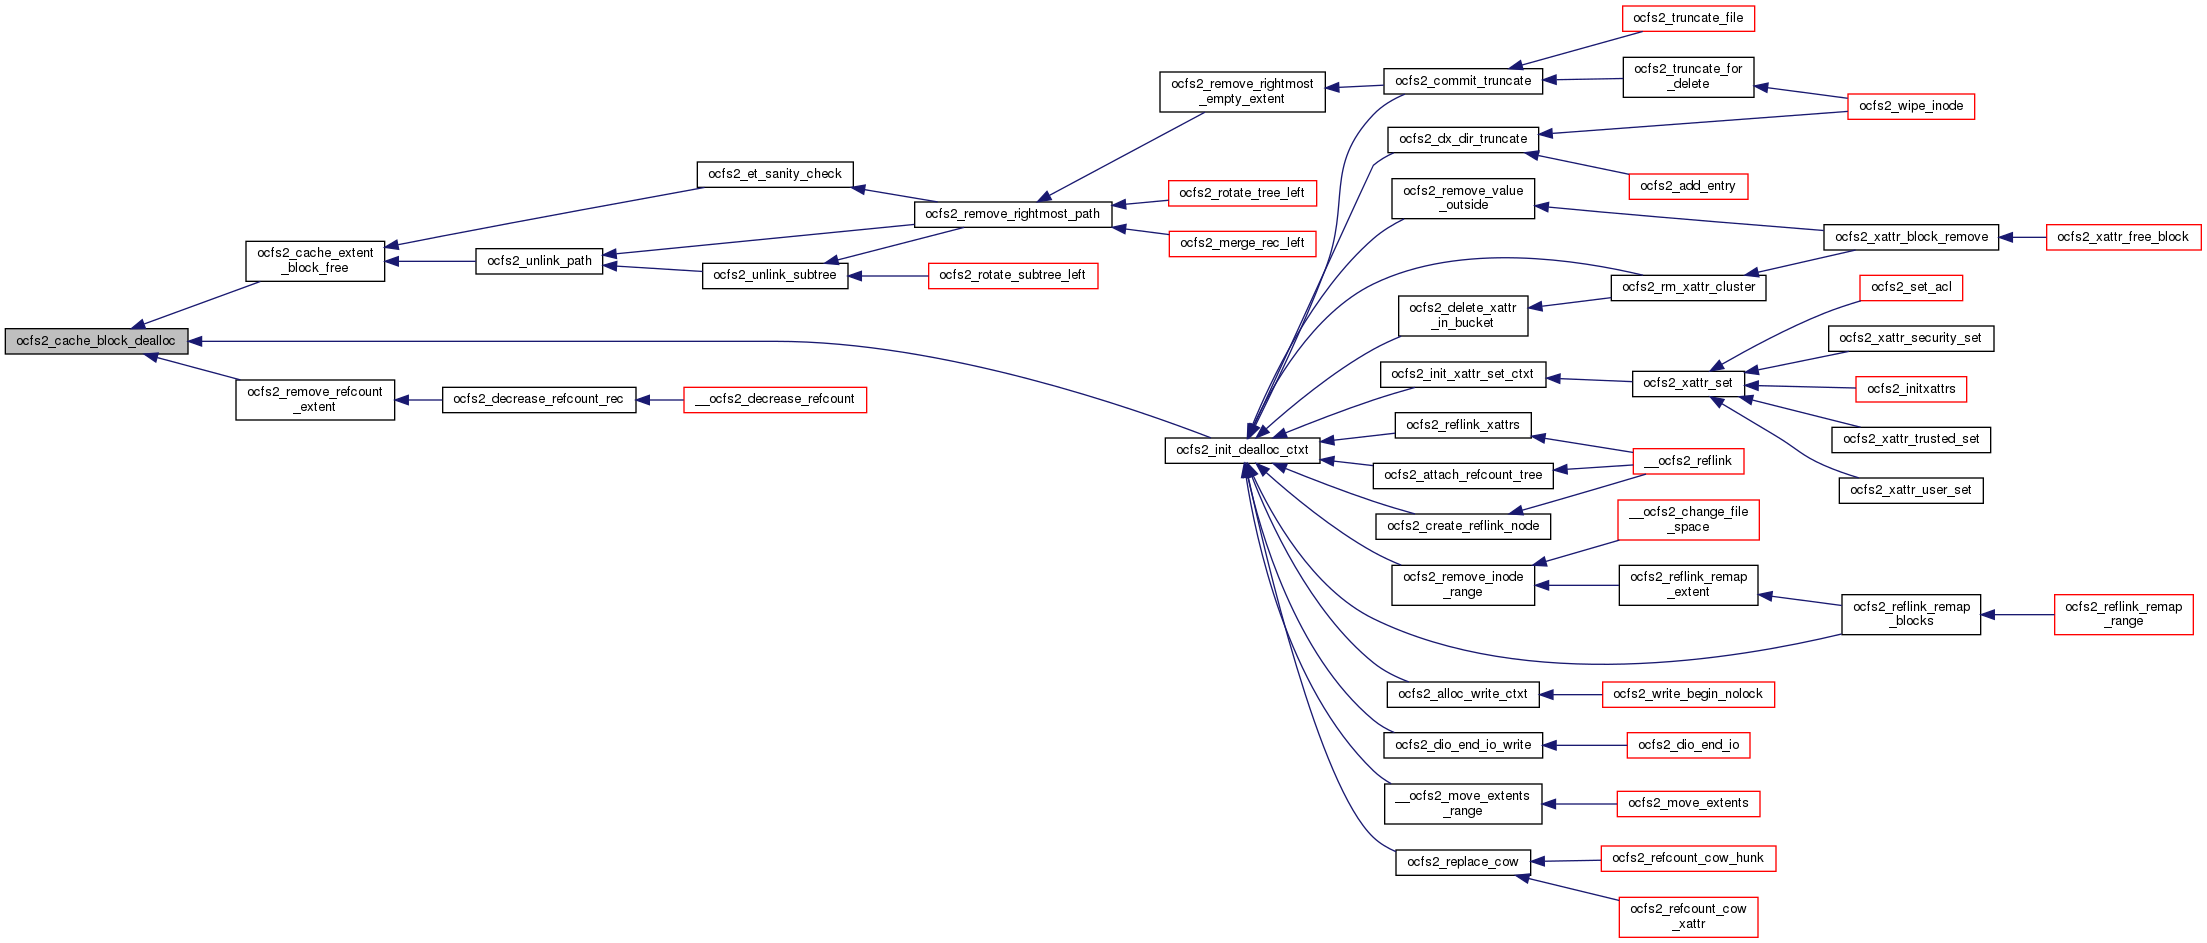 ocfs2_cache_block_dealloc
ocfs2_cache_extent
_block_free
ocfs2_remove_refcount
_extent
ocfs2_et_sanity_check
ocfs2_unlink_path
ocfs2_decrease_refcount_rec
ocfs2_unlink_subtree
__ocfs2_decrease_refcount
ocfs2_remove_rightmost_path
ocfs2_rotate_subtree_left
ocfs2_remove_rightmost
_empty_extent
ocfs2_rotate_tree_left
ocfs2_merge_rec_left
ocfs2_init_dealloc_ctxt
ocfs2_commit_truncate
ocfs2_dx_dir_truncate
ocfs2_remove_value
_outside
ocfs2_delete_xattr
_in_bucket
ocfs2_init_xattr_set_ctxt
ocfs2_reflink_xattrs
ocfs2_attach_refcount_tree
ocfs2_create_reflink_node
ocfs2_remove_inode
_range
ocfs2_alloc_write_ctxt
ocfs2_dio_end_io_write
__ocfs2_move_extents
_range
ocfs2_replace_cow
ocfs2_truncate_file
ocfs2_truncate_for
_delete
ocfs2_add_entry
ocfs2_rm_xattr_cluster
ocfs2_xattr_set
__ocfs2_reflink
__ocfs2_change_file
_space
ocfs2_reflink_remap
_extent
ocfs2_write_begin_nolock
ocfs2_dio_end_io
ocfs2_move_extents
ocfs2_refcount_cow_hunk
ocfs2_refcount_cow
_xattr
ocfs2_wipe_inode
ocfs2_xattr_block_remove
ocfs2_set_acl
ocfs2_xattr_security_set
ocfs2_initxattrs
ocfs2_xattr_trusted_set
ocfs2_xattr_user_set
ocfs2_reflink_remap
_blocks
ocfs2_xattr_free_block
ocfs2_reflink_remap
_range